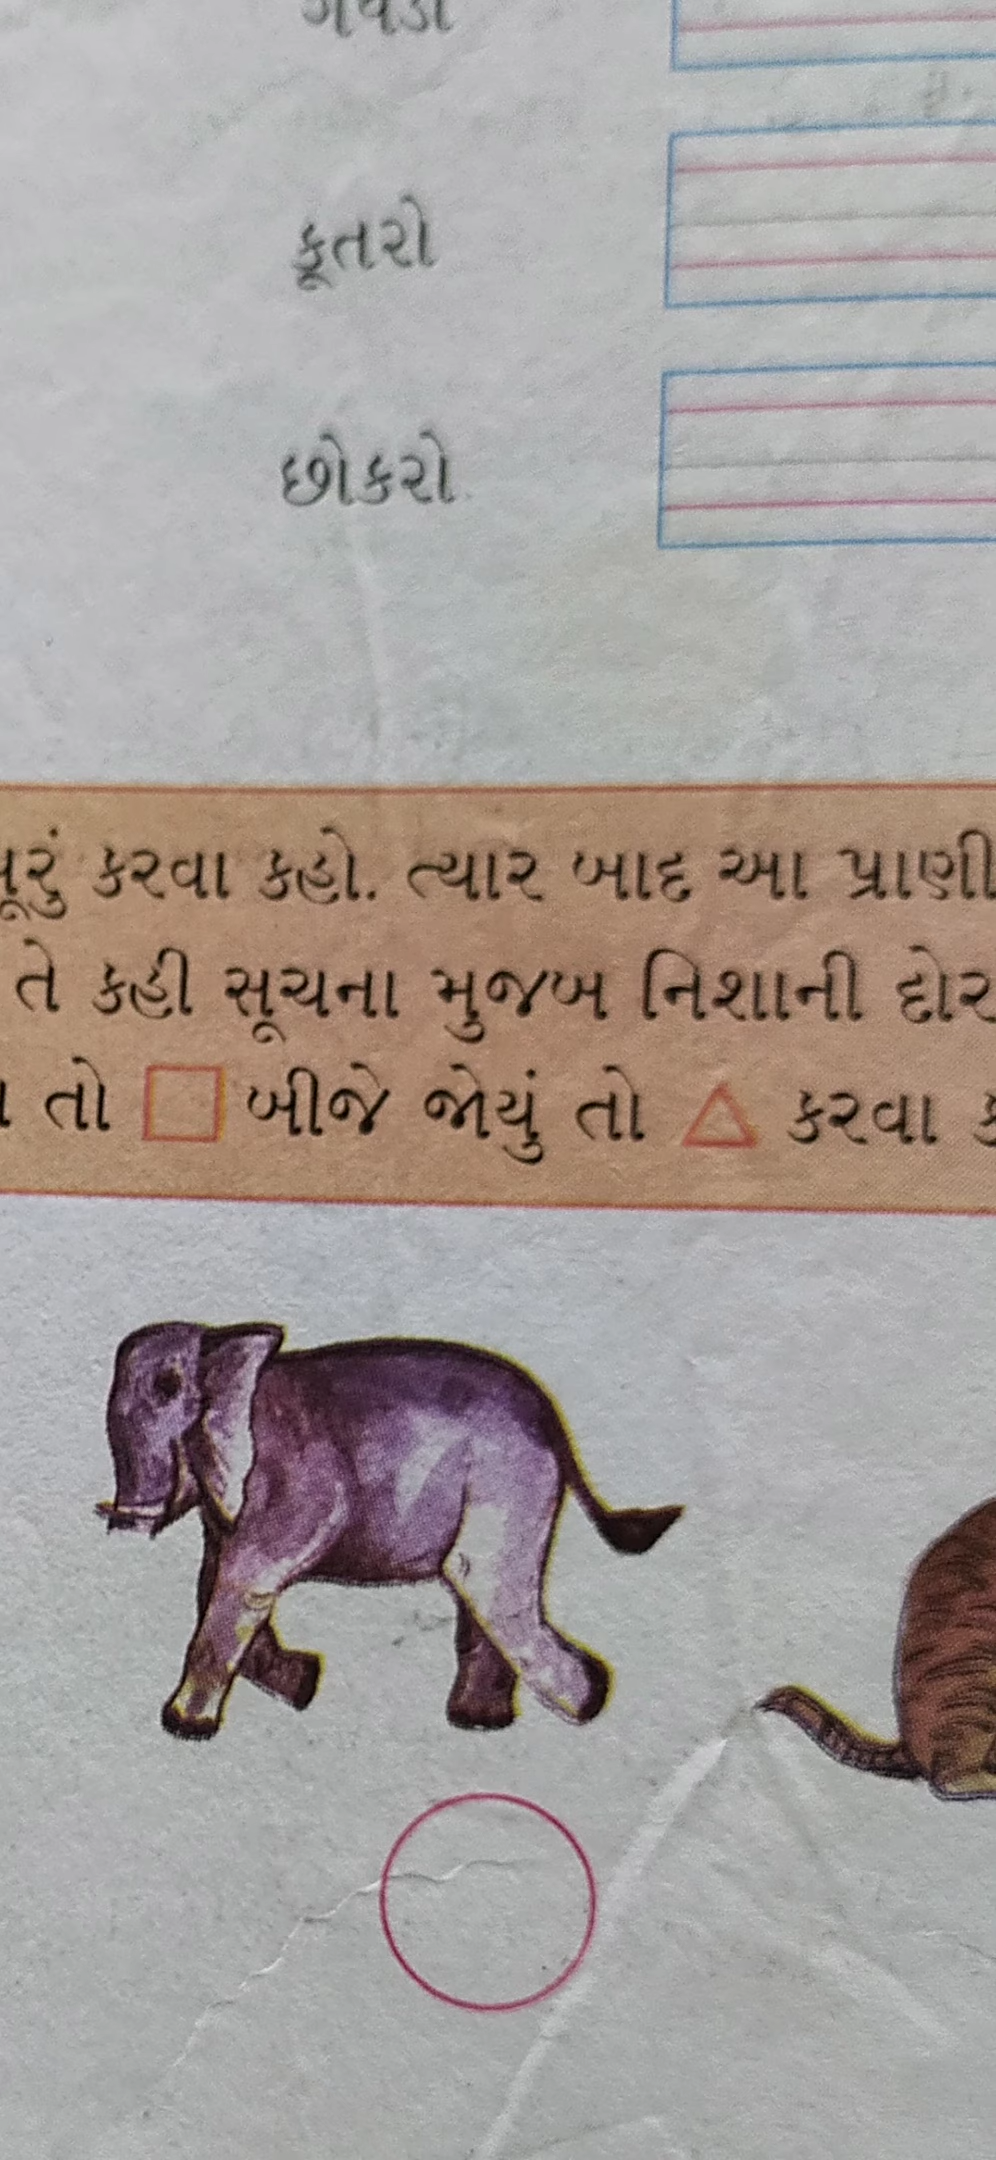 કૂતરો
છોકરો
કરવા કહો. ત્યાર બાદ આ પ્રાણી
તે કહી સૂચના મુજબ નિશાની દોર
તો બીજે જોયું તો કરવા